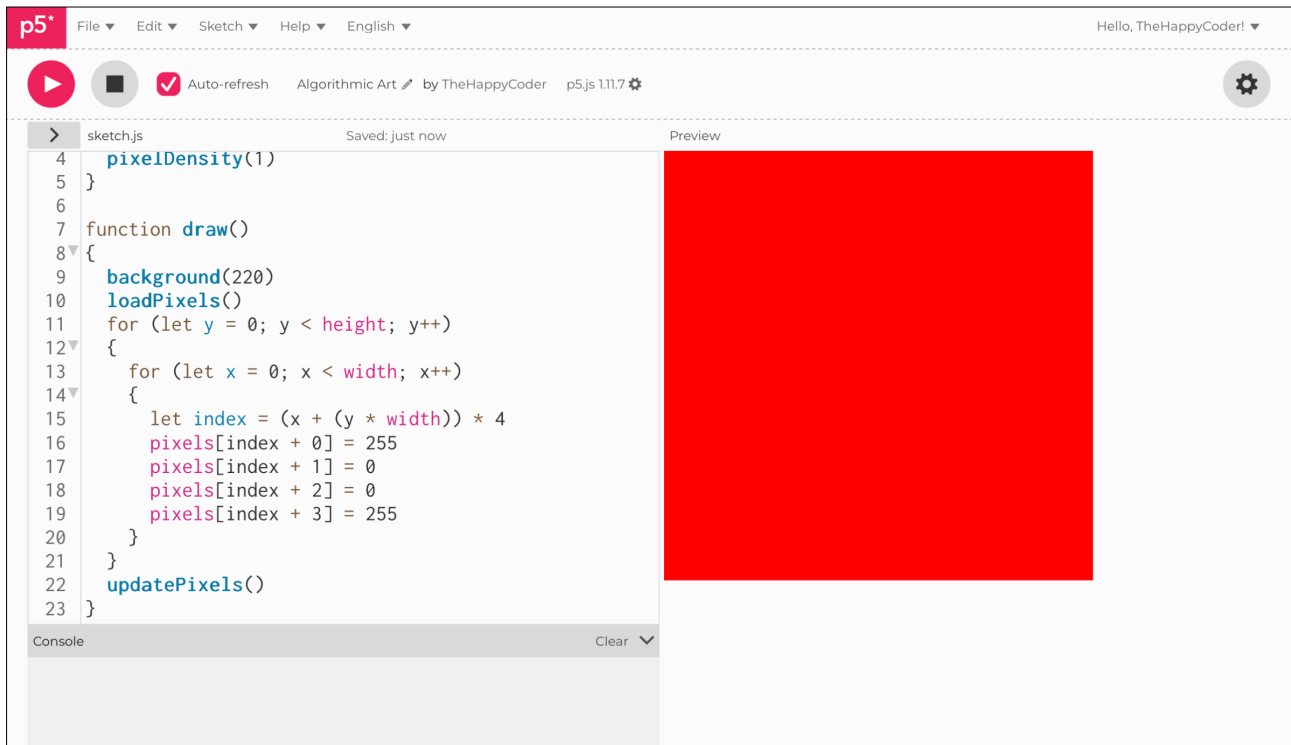 p5* File Edit Sketch Help English Hello, TheHappyCoder!
Auto-refresh Algorithmic Art by TheHappyCoder p5.js 1.11.7
> sketch.js Saved: just now Preview
4 pixelDensity(1)
5 }
6
7 function draw()
8 {
9 background(220)
10 loadPixels()
11 for (let y = 0; y < height; y++)
12 {
13 for (let x = 0; x < width; x++)
14 {
15 let index = (x + (y * width)) * 4
16 pixels[index + 0] = 255
17 pixels[index + 1] = 0
18 pixels[index + 2] = 0
19 pixels[index + 3] = 255
20 }
21 }
22 updatePixels()
23 }
Console Clear